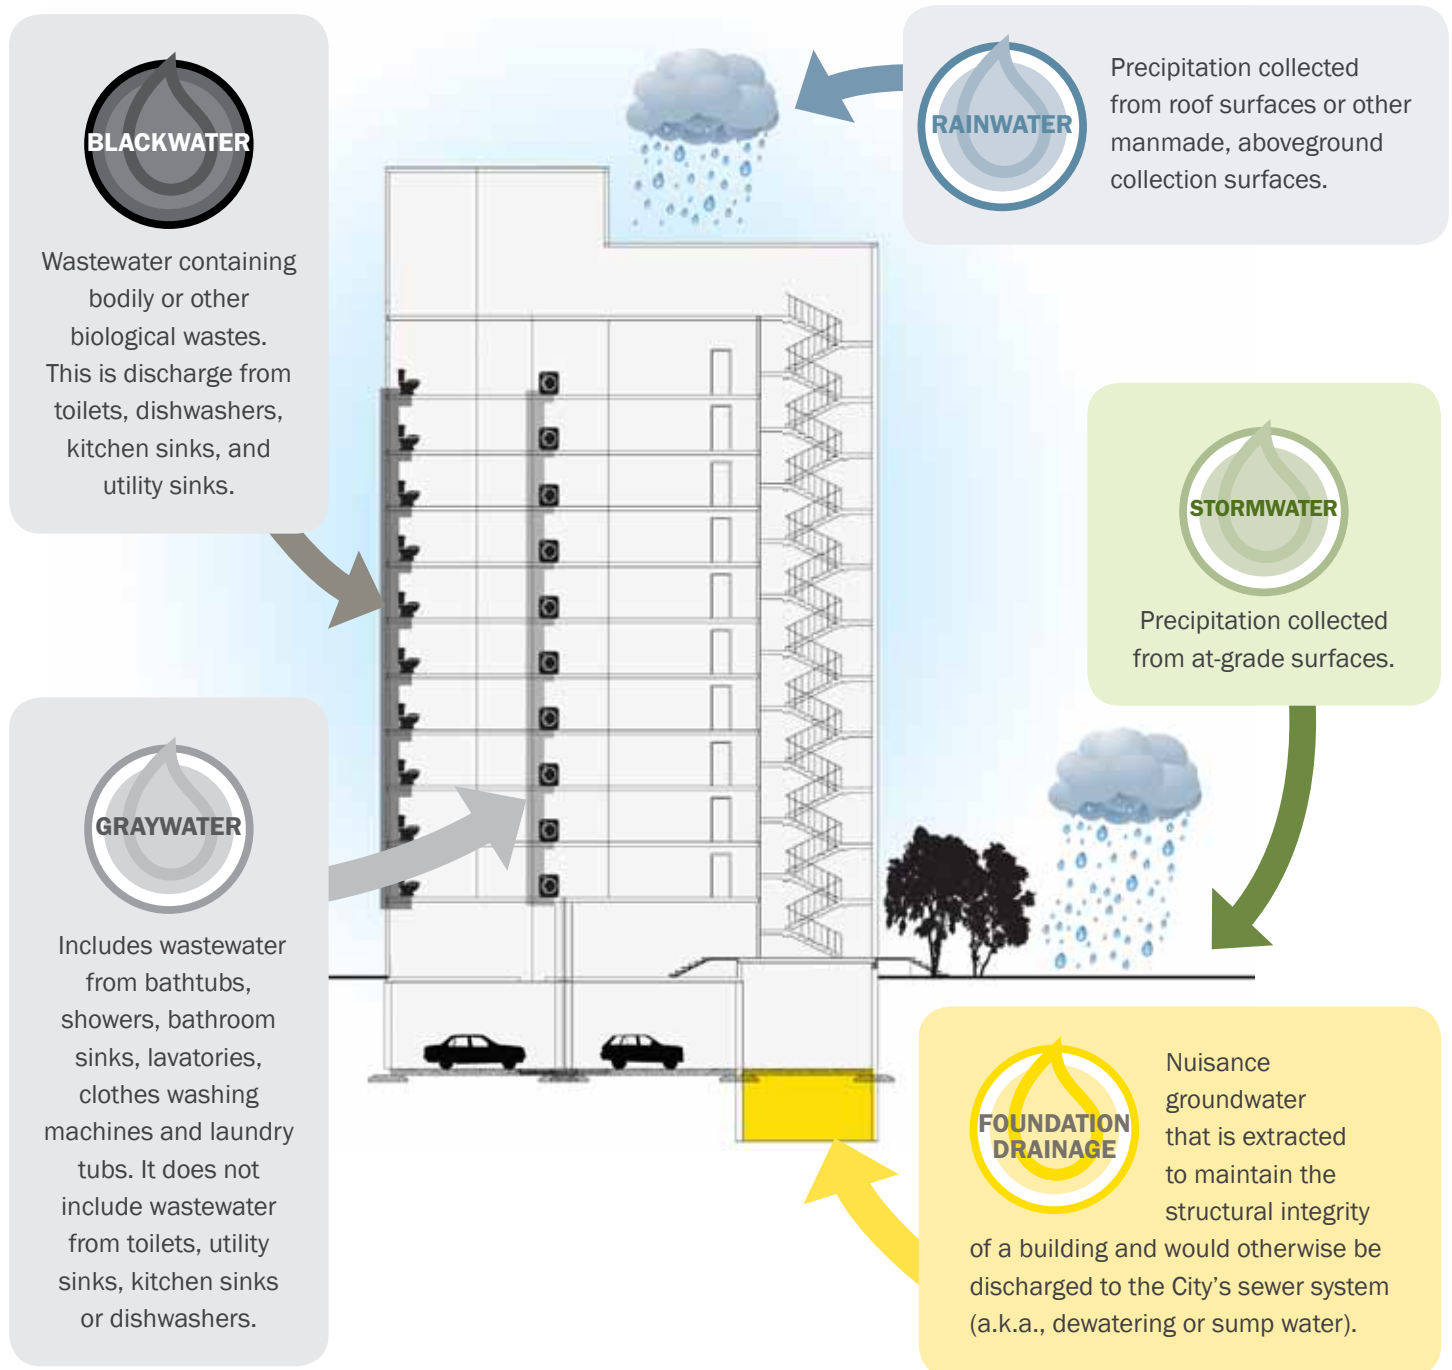 BLACKWATER
Wastewater containing
bodily or other
biological wastes.
This is discharge from
toilets, dishwashers,
kitchen sinks, and
utility sinks.
RAINWATER
Precipitation collected
from roof surfaces or other
manmade, aboveground
collection surfaces.
STORMWATER
Precipitation collected
from at-grade surfaces.
GRAYWATER
Includes wastewater
from bathtubs,
showers, bathroom
sinks, lavatories,
clothes washing
machines and laundry
tubs. It does not
include wastewater
from toilets, utility
sinks, kitchen sinks
or dishwashers.
FOUNDATION
DRAINAGE
Nuisance
groundwater
that is extracted
to maintain the
structural integrity
of a building and would otherwise be
discharged to the City’s sewer system
(a.k.a., dewatering or sump water).